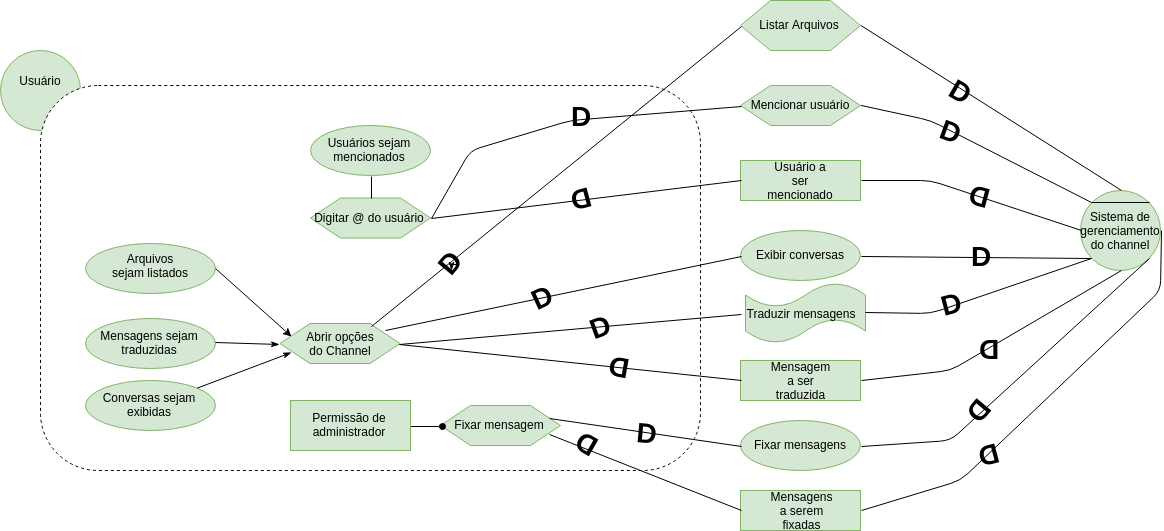 Listar Arquivos
Usuário
D
Mencionar usuário
D
D
Usuários sejam
mencionados
Usuário a
ser
mencionado
D
D
Digitar @ do usuário
Sistema de
gerenciamento
do channel
Arquivos
sejam listados
D
Exibir conversas
D
D
Traduzir mensagens
D
D
Mensagens sejam
traduzidas
Abrir opções
do Channel
D
D
Mensagem
a ser
traduzida
Conversas sejam
exibidas
Permissão de
administrador
Fixar mensagem
D
D
Fixar mensagens
D
D
Mensagens
a serem
fixadas